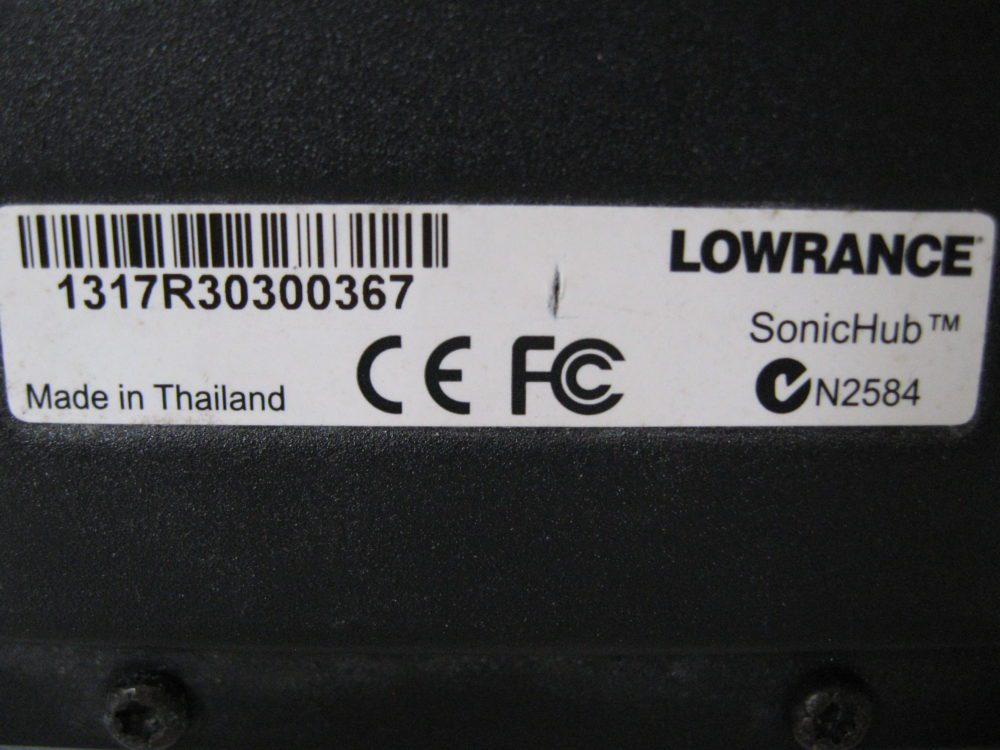 LOWRANCE
1317R30300367
SonicHub™
Made in Thailand
CE FC
N2584